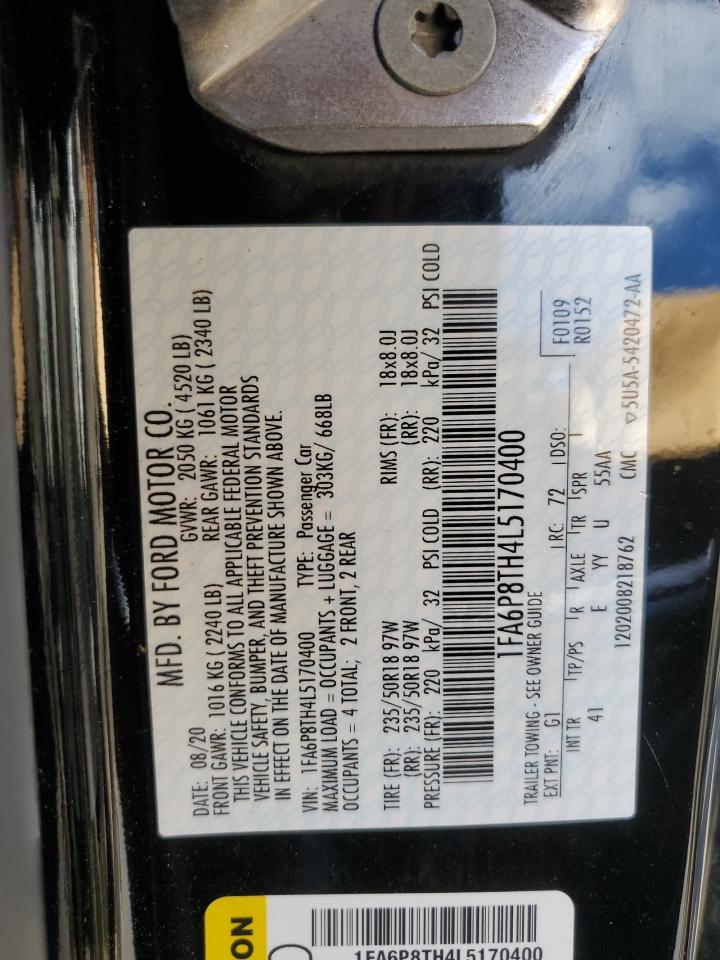 MFD. BY FORD MOTOR CO.
DATE: 08/20 GVWR: 2050 KG ( 4520 LB)
FRONT GAWR: 1016 KG ( 2240 LB) REAR GAWR: 1061 KG ( 2340 LB)
THIS VEHICLE CONFORMS TO ALL APPLICABLE FEDERAL MOTOR
VEHICLE SAFETY, BUMPER, AND THEFT PREVENTION STANDARDS
IN EFFECT ON THE DATE OF MANUFACTURE SHOWN ABOVE.
VIN: 1FA6P8TH4L5170400 TYPE: Passenger Car
MAXIMUM LOAD = OCCUPANTS + LUGGAGE = 303KG/ 668LB
OCCUPANTS = 4 TOTAL; 2 FRONT, 2 REAR
TIRE (FR): 235/50R18 97W RIMS (FR): 18x8.0J
(RR): 235/50R18 97W (RR): 18x8.0J
PRESSURE (FR): 220 kPa/ 32 PSI COLD (RR): 220 kPa/ 32 PSI COLD
1FA6P8TH4L5170400
TRAILER TOWING - SEE OWNER GUIDE F0109
EXT PNT: G1 RC: 72 DSO: R0152
INT TR TP/PS R AXLE TR SPR
41 E YY U 55AA
1202008218762 CMC ▽5U5A-5420472-AA
ON
1FA6P8TH4L5170400